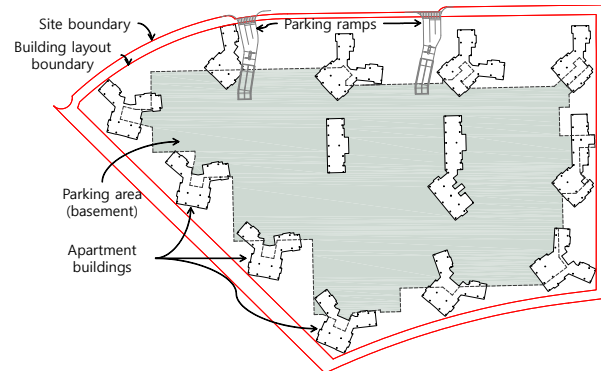 Site boundary
Parking ramps
Building layout
boundary
Parking area
(basement)
Apartment
buildings